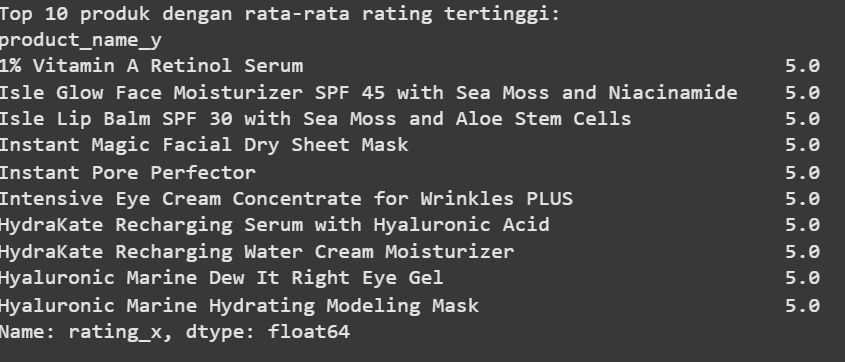 Top 10 produk dengan rata-rata rating tertinggi:
product_name_y
1% Vitamin A Retinol Serum 5.0
Isle Glow Face Moisturizer SPF 45 with Sea Moss and Niacinamide 5.0
Isle Lip Balm SPF 30 with Sea Moss and Aloe Stem Cells 5.0
Instant Magic Facial Dry Sheet Mask 5.0
Instant Pore Perfector 5.0
Intensive Eye Cream Concentrate for Wrinkles PLUS 5.0
HydraKate Recharging Serum with Hyaluronic Acid 5.0
HydraKate Recharging Water Cream Moisturizer 5.0
Hyaluronic Marine Dew It Right Eye Gel 5.0
Hyaluronic Marine Hydrating Modeling Mask 5.0
Name: rating_x, dtype: float64